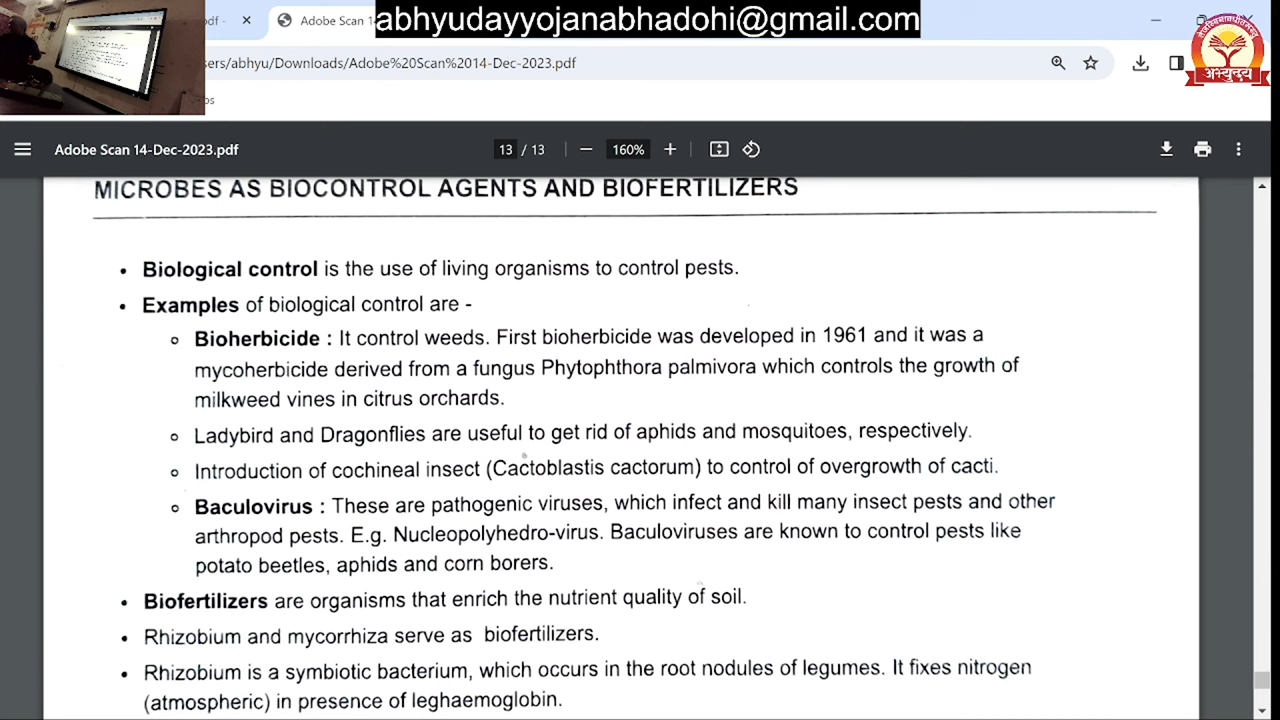 pdf -
Adobe Scan 14
abhyudayyojanabhadohi@gmail.com
sers/abhyu/Downloads/Adobe%20Scan%2014-Dec-2023.pdf
अभ्युदय
Adobe Scan 14-Dec-2023.pdf
13 / 13
160%
MICROBES AS BIOCONTROL AGENTS AND BIOFERTILIZERS
• Biological control is the use of living organisms to control pests.
• Examples of biological control are -
Bioherbicide : It control weeds. First bioherbicide was developed in 1961 and it was a
mycoherbicide derived from a fungus Phytophthora palmivora which controls the growth of
milkweed vines in citrus orchards.
Ladybird and Dragonflies are useful to get rid of aphids and mosquitoes, respectively.
Introduction of cochineal insect (Cactoblastis cactorum) to control of overgrowth of cacti.
Baculovirus : These are pathogenic viruses, which infect and kill many insect pests and other
arthropod pests. E.g. Nucleopolyhedro-virus. Baculoviruses are known to control pests like
potato beetles, aphids and corn borers.
• Biofertilizers are organisms that enrich the nutrient quality of soil.
• Rhizobium and mycorrhiza serve as biofertilizers.
• Rhizobium is a symbiotic bacterium, which occurs in the root nodules of legumes. It fixes nitrogen
(atmospheric) in presence of leghaemoglobin.